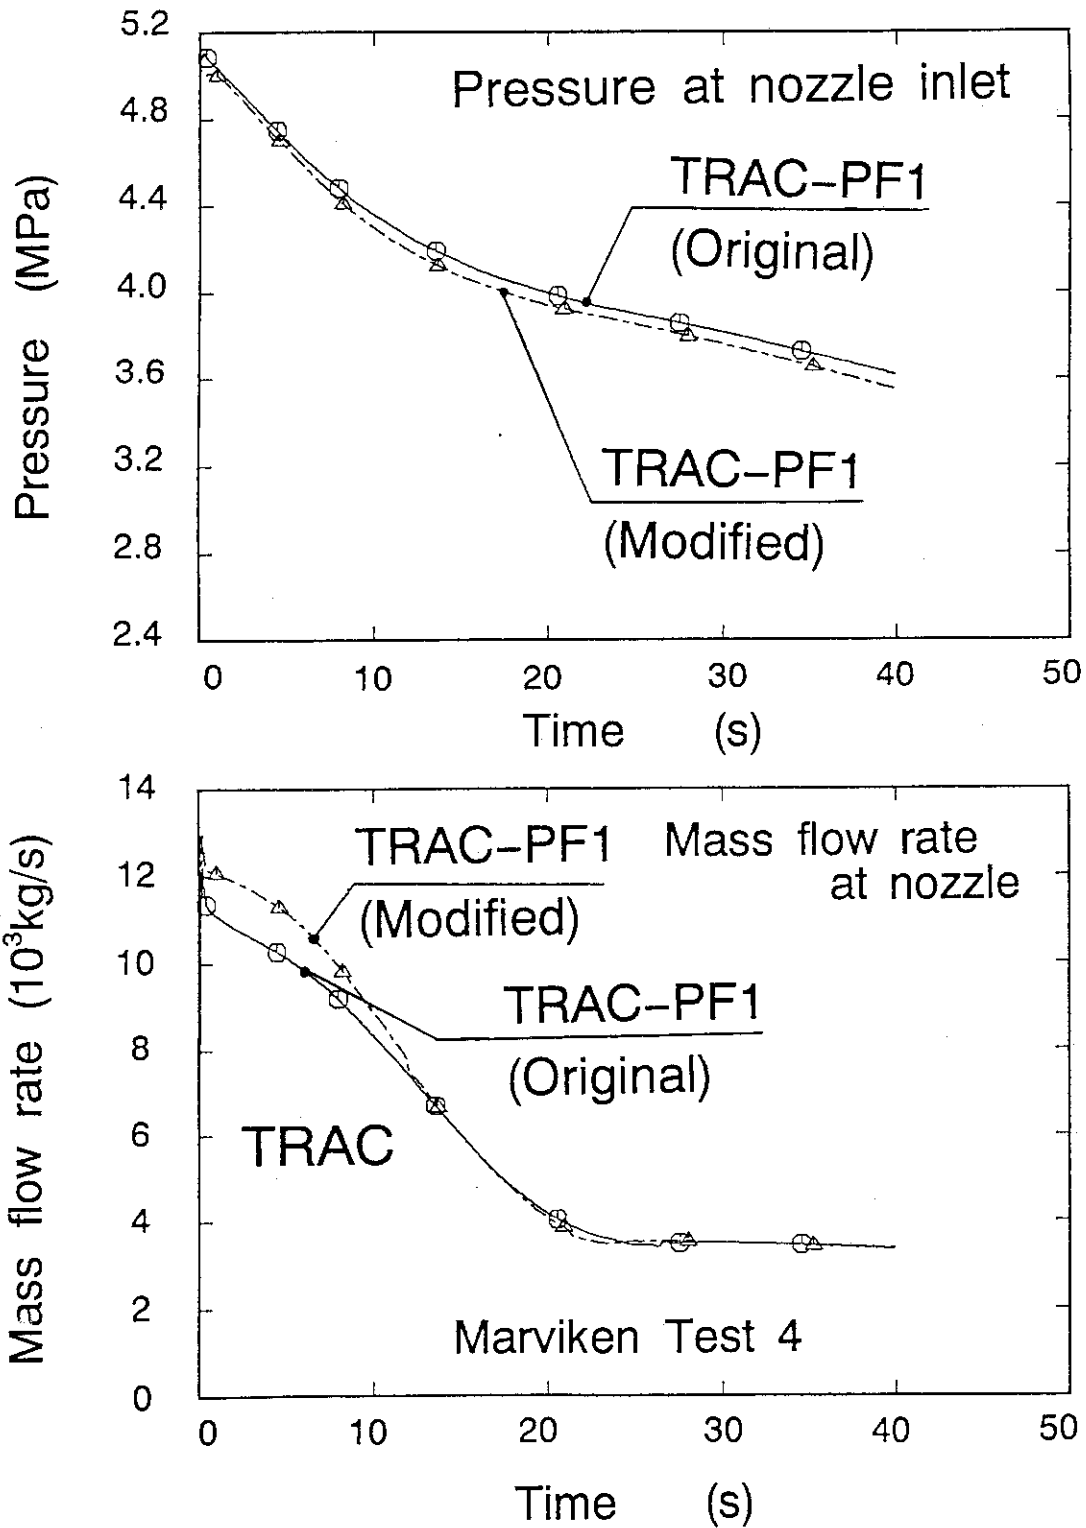 5.2
4.8
4.4
4.0
3.6
3.2
2.8
2.4
Pressure (MPa)
Pressure at nozzle inlet
TRAC-PF1
(Original)
TRAC-PF1
(Modified)
0 10 20 30 40 50
Time (s)
14
12
10
8
6
4
2
0
Mass flow rate (10³kg/s)
TRAC-PF1
(Modified)
Mass flow rate
at nozzle
TRAC-PF1
(Original)
TRAC
Marviken Test 4
0 10 20 30 40 50
Time (s)